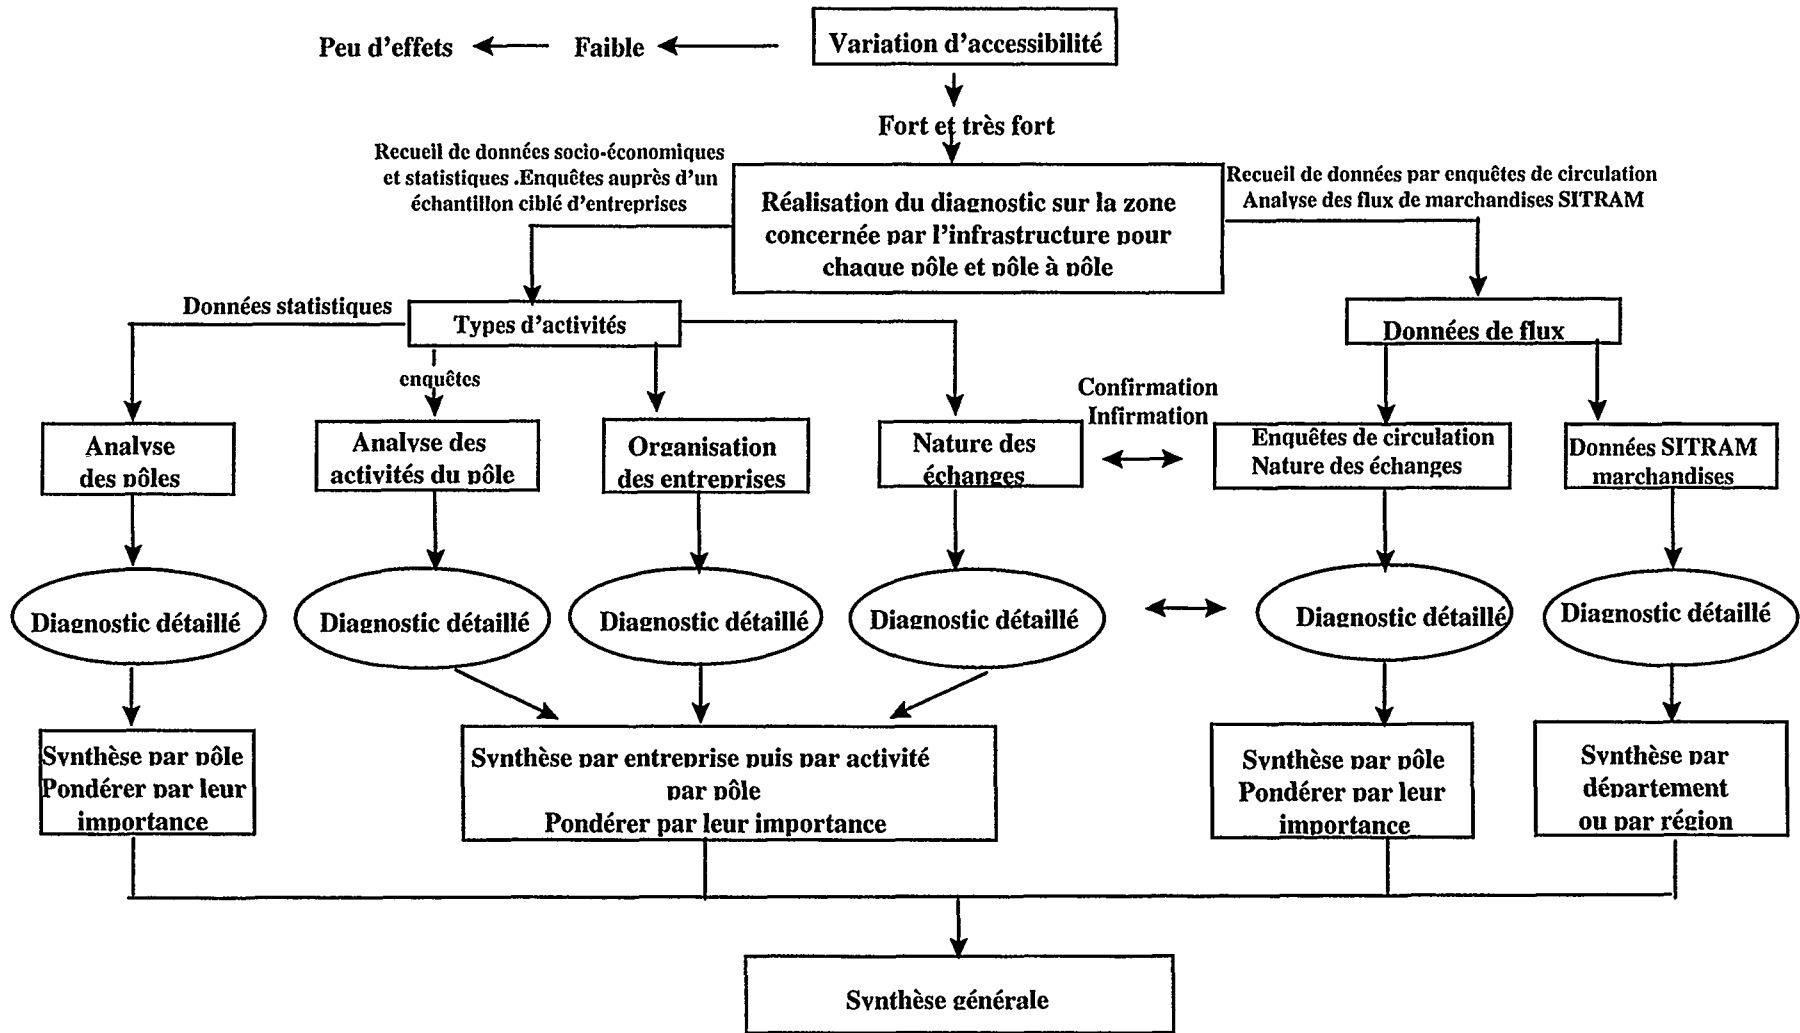 Peu d'effets
Faible
Variation d'accessibilité
Fort et très fort
Recueil de données socio-économiques
et statistiques .Enquêtes auprès d'un
échantillon ciblé d'entreprises
Réalisation du diagnostic sur la zone
concernée par l'infrastructure pour
chaque pôle et pôle à pôle
Recueil de données par enquêtes de circulation
Analyse des flux de marchandises SITRAM
Données statistiques
Types d'activités
Données de flux
enquêtes
Confirmation
Infirmation
Analyse
des pôles
Analyse des
activités du pôle
Organisation
des entreprises
Nature des
échanges
Enquêtes de circulation
Nature des échanges
Données SITRAM
marchandises
Diagnostic détaillé
Diagnostic détaillé
Diagnostic détaillé
Diagnostic détaillé
Diagnostic détaillé
Diagnostic détaillé
Synthèse par pôle
Pondérer par leur
importance
Synthèse par entreprise puis par activité
par pôle
Pondérer par leur importance
Synthèse par pôle
Pondérer par leur
importance
Synthèse par
département
ou par région
Synthèse générale